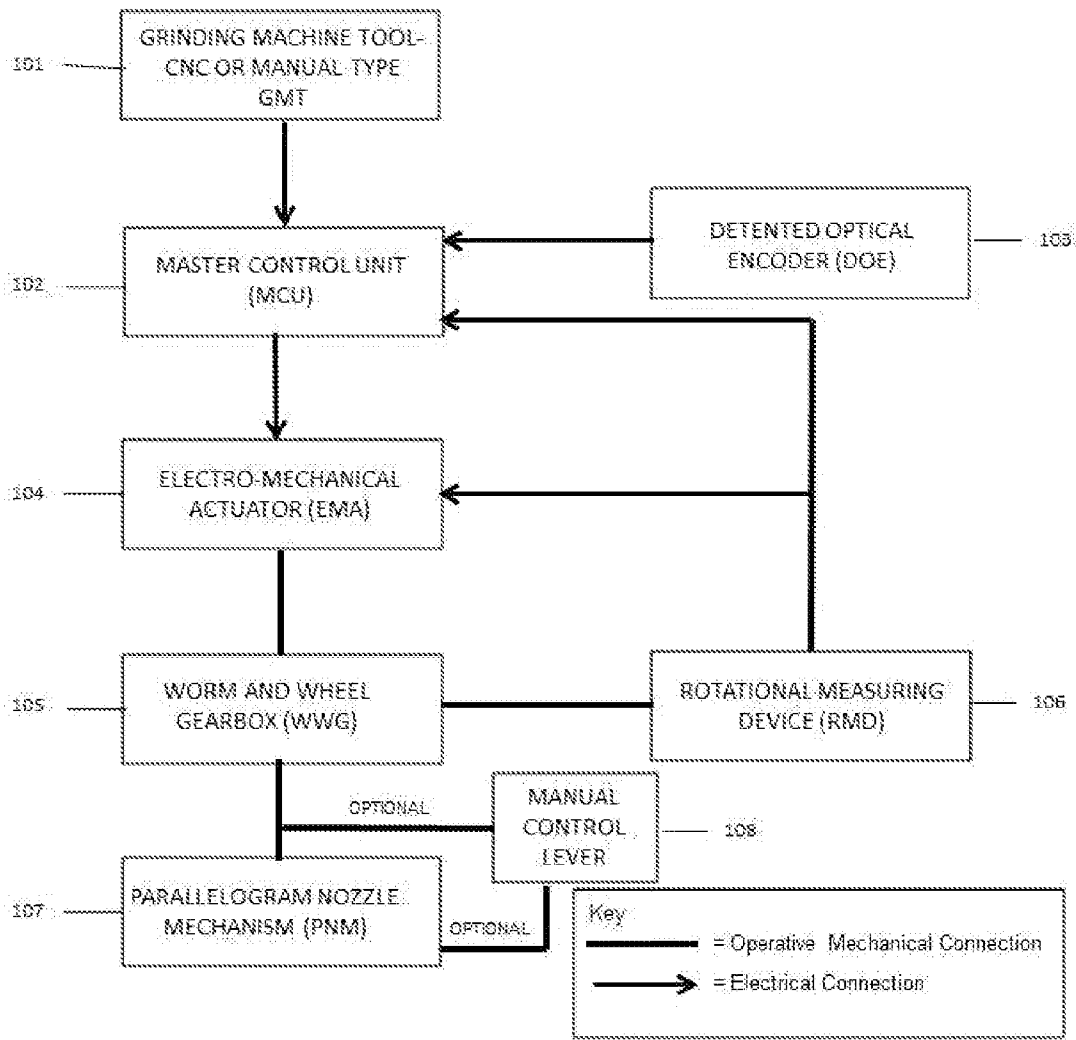 GRINDING MACHINE TOOL-
CNC OR MANUAL TYPE
GMT
101
MASTER CONTROL UNIT
(MCU)
102
DETENTED OPTICAL
ENCODER (DOE)
103
ELECTRO-MECHANICAL
ACTUATOR (EMA)
104
WORM AND WHEEL
GEARBOX (WWG)
105
ROTATIONAL MEASURING
DEVICE (RMD)
106
OPTIONAL
MANUAL
CONTROL
LEVER
108
PARALLELOGRAM NOZZLE
MECHANISM (PNM)
107
OPTIONAL
Key
= Operative Mechanical Connection
= Electrical Connection